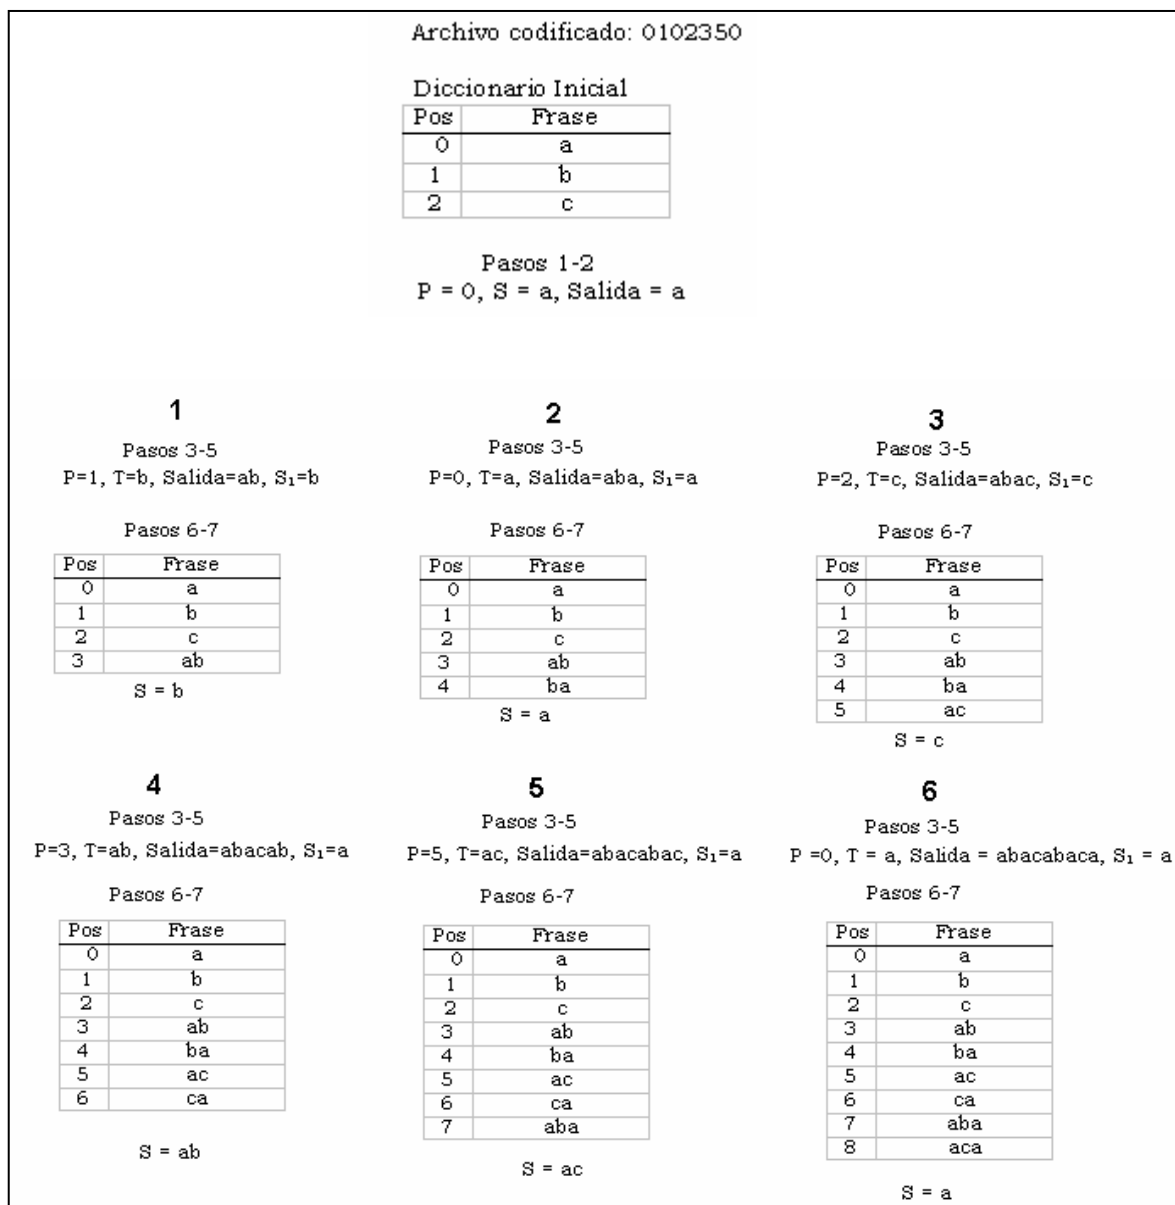 Archivo codificado: 0102350
Diccionario Inicial
Pos Frase
0 a
1 b
2 c
Pasos 1-2
P = 0, S = a, Salida = a
1
Pasos 3-5
P=1, T=b, Salida=ab, S₁=b
Pasos 6-7
Pos Frase
0 a
1 b
2 c
3 ab
S = b
2
Pasos 3-5
P=0, T=a, Salida=aba, S₁=a
Pasos 6-7
Pos Frase
0 a
1 b
2 c
3 ab
4 ba
S = a
3
Pasos 3-5
P=2, T=c, Salida=abac, S₁=c
Pasos 6-7
Pos Frase
0 a
1 b
2 c
3 ab
4 ba
5 ac
S = c
4
Pasos 3-5
P=3, T=ab, Salida=abacab, S₁=a
Pasos 6-7
Pos Frase
0 a
1 b
2 c
3 ab
4 ba
5 ac
6 ca
S = ab
5
Pasos 3-5
P=5, T=ac, Salida=abacabac, S₁=a
Pasos 6-7
Pos Frase
0 a
1 b
2 c
3 ab
4 ba
5 ac
6 ca
7 aba
S = ac
6
Pasos 3-5
P =0, T = a, Salida = abacabaca, S₁ = a
Pasos 6-7
Pos Frase
0 a
1 b
2 c
3 ab
4 ba
5 ac
6 ca
7 aba
8 aca
S = a